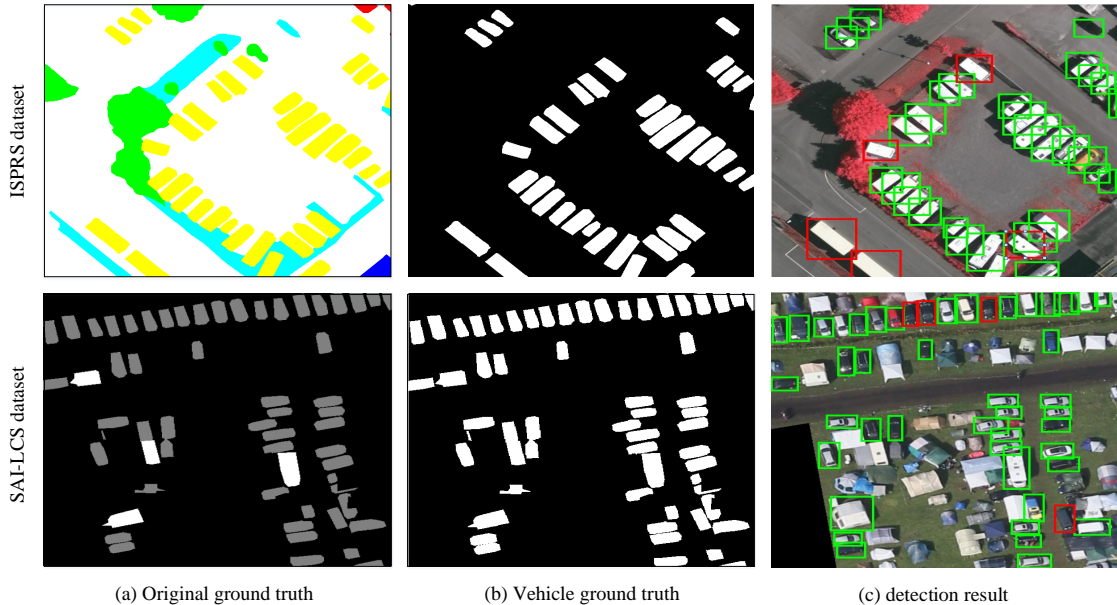 ISPRS dataset
SAI-LCS dataset
(a) Original ground truth
(b) Vehicle ground truth
(c) detection result